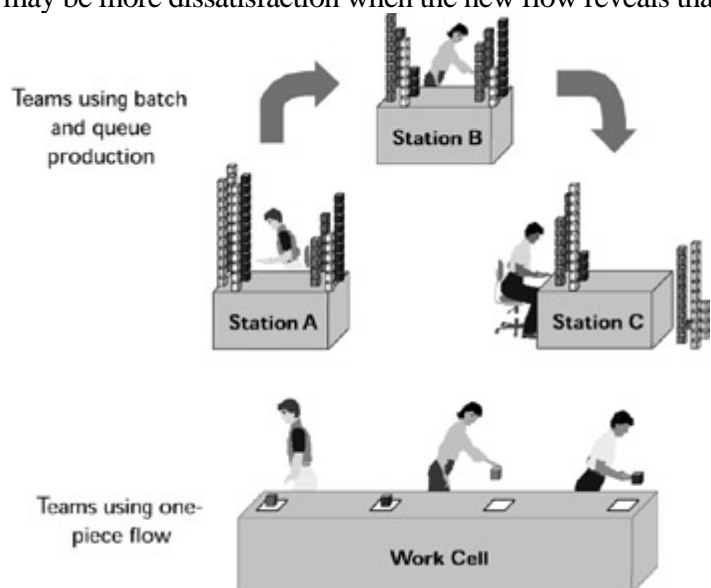 may be more dissatisfaction when the new flow reveals tha
Teams using batch
and queue
production
Station B
Station A
Station C
Teams using one-
piece flow
Work Cell